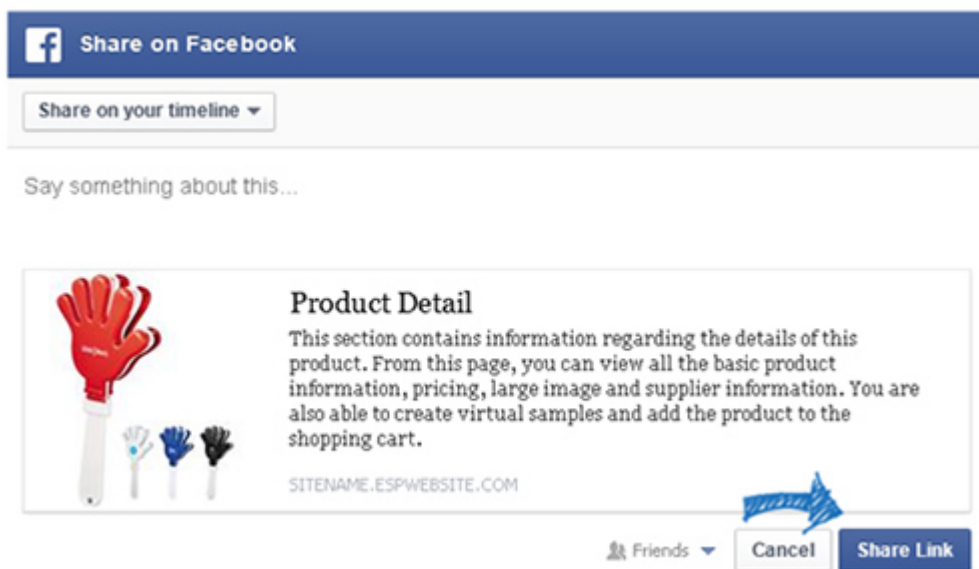 Share on Facebook
Share on your timeline
Say something about this...
Product Detail
This section contains information regarding the details of this
product. From this page, you can view all the basic product
information, pricing, large image and supplier information. You are
also able to create virtual samples and add the product to the
shopping cart.
SITENAME.ESPWEBSITE.COM
Friends Cancel Share Link